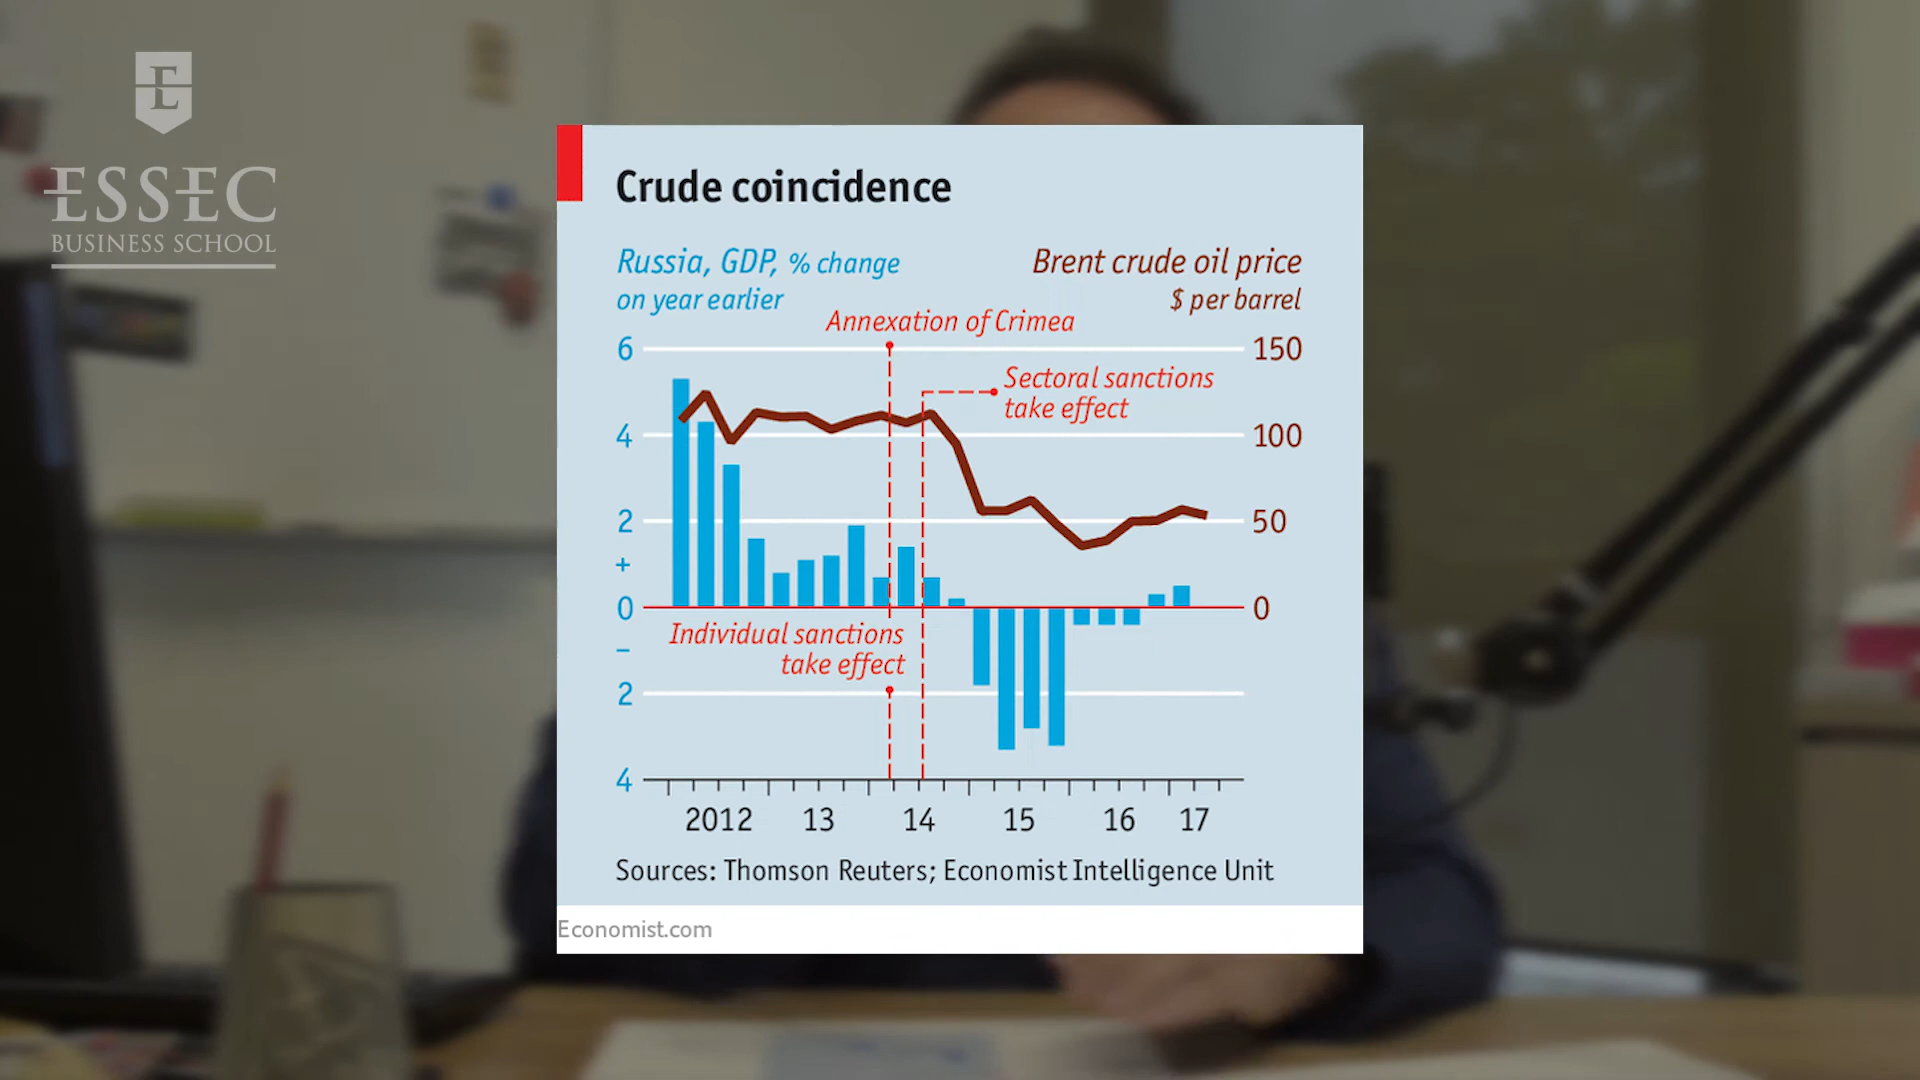 E
ESSEC
BUSINESS SCHOOL
Crude coincidence
Russia, GDP, % change
on year earlier
Brent crude oil price
$ per barrel
Annexation of Crimea
Sectoral sanctions
take effect
6
150
4
100
2
50
+
0
0
Individual sanctions
take effect
–
2
4
2012
13
14
15
16
17
Sources: Thomson Reuters; Economist Intelligence Unit
Economist.com